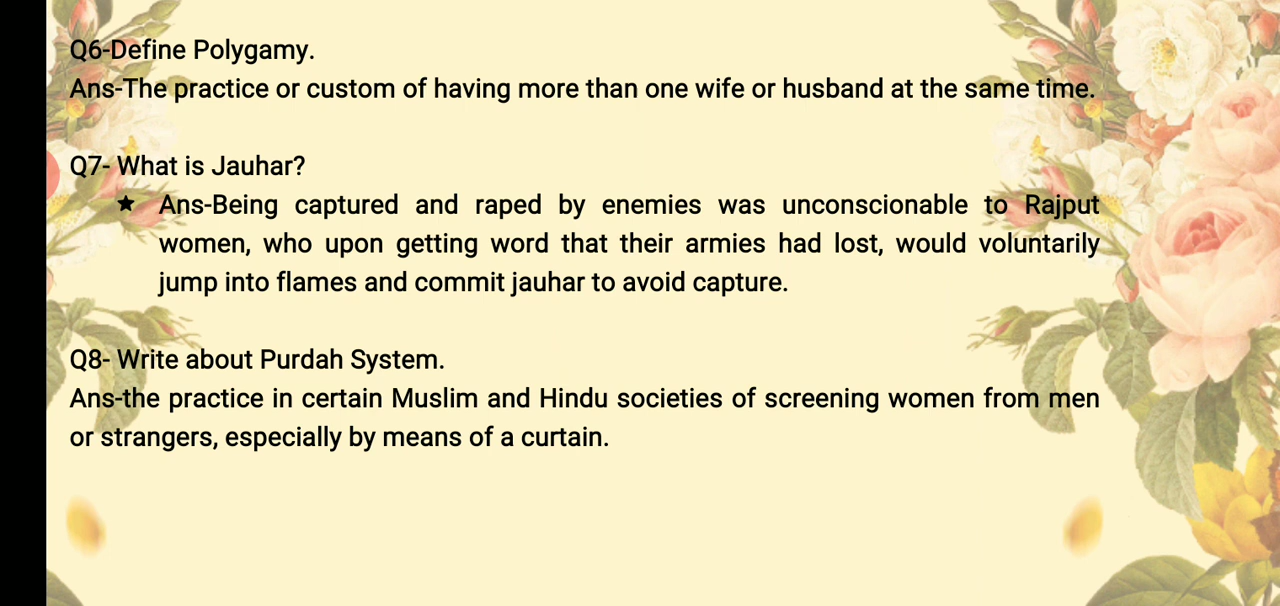 Q6-Define Polygamy.
Ans-The practice or custom of having more than one wife or husband at the same time.
Q7- What is Jauhar?
★ Ans-Being captured and raped by enemies was unconscionable to Rajput
women, who upon getting word that their armies had lost, would voluntarily
jump into flames and commit jauhar to avoid capture.
Q8- Write about Purdah System.
Ans-the practice in certain Muslim and Hindu societies of screening women from men
or strangers, especially by means of a curtain.